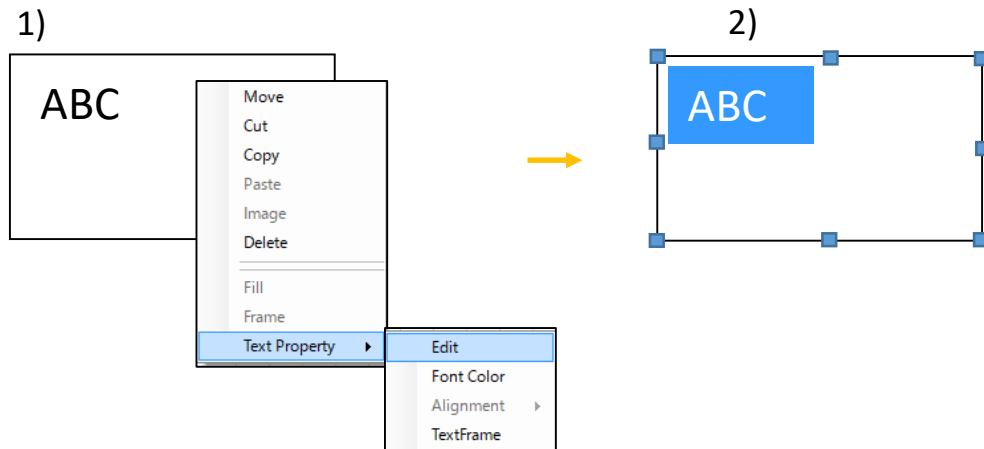 1)
ABC
Move
Cut
Copy
Paste
Image
Delete
Fill
Frame
Text Property
Edit
Font Color
Alignment
TextFrame
2)
ABC